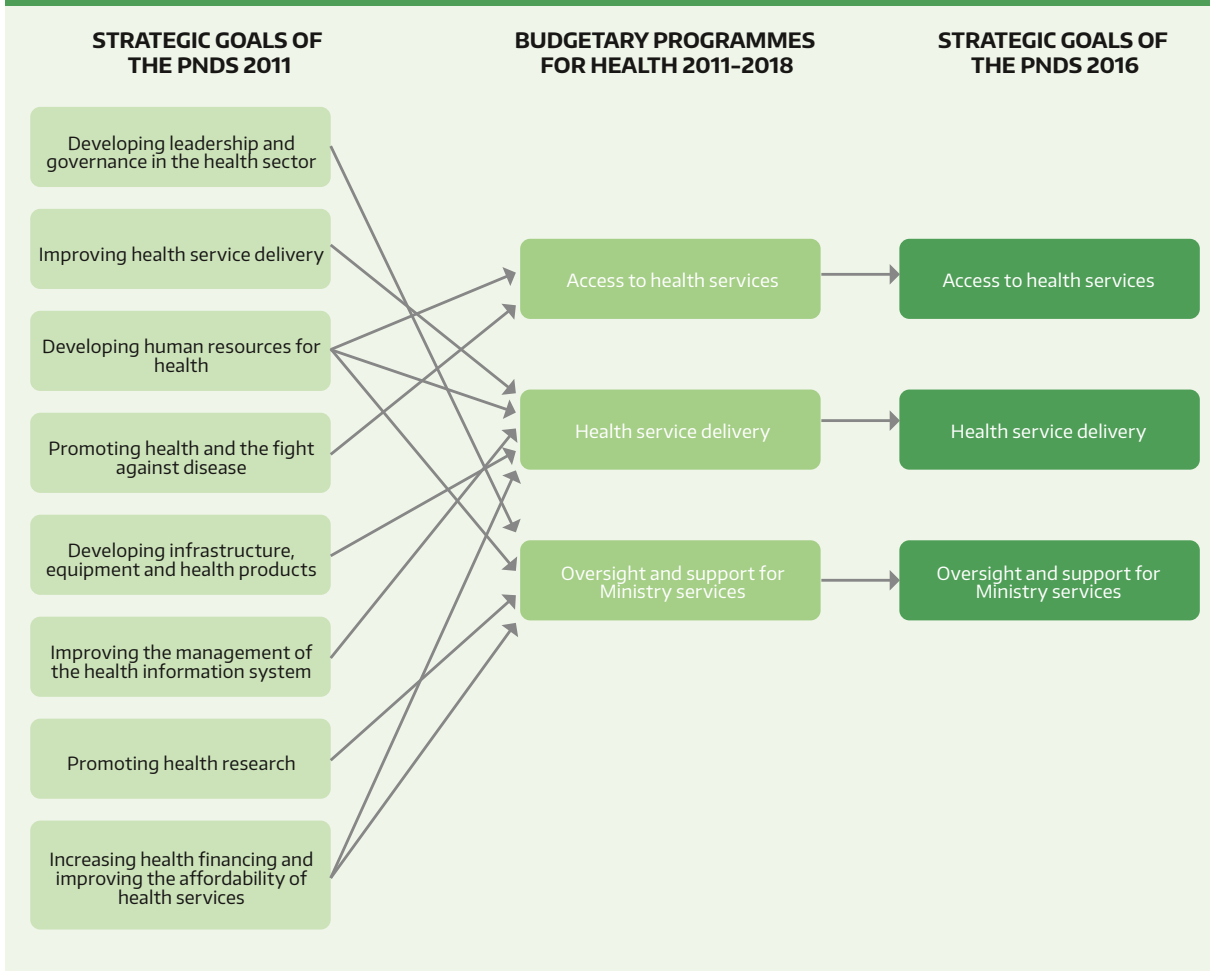 STRATEGIC GOALS OF
THE PNDS 2011
BUDGETARY PROGRAMMES
FOR HEALTH 2011–2018
STRATEGIC GOALS OF
THE PNDS 2016
Developing leadership and
governance in the health sector
Improving health service delivery
Developing human resources for
health
Promoting health and the fight
against disease
Developing infrastructure,
equipment and health products
Improving the management of
the health information system
Promoting health research
Increasing health financing and
improving the affordability of
health services
Access to health services
Health service delivery
Oversight and support for
Ministry services
Access to health services
Health service delivery
Oversight and support for
Ministry services